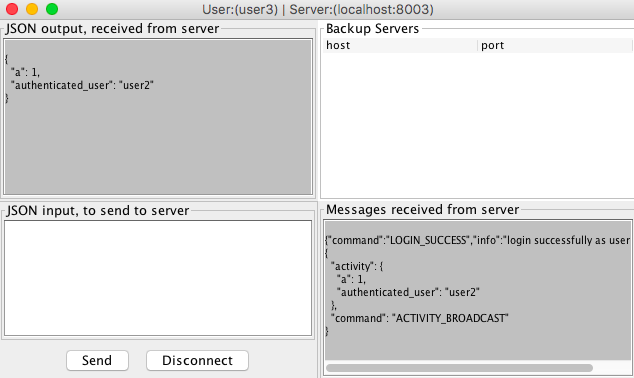 User:(user3) | Server:(localhost:8003)
JSON output, received from server
{
"a": 1,
"authenticated_user": "user2"
}
Backup Servers
host port
JSON input, to send to server
Send Disconnect
Messages received from server
{"command":"LOGIN_SUCCESS","info":"login successfully as user
{
"activity": {
"a": 1,
"authenticated_user": "user2"
},
"command": "ACTIVITY_BROADCAST"
}